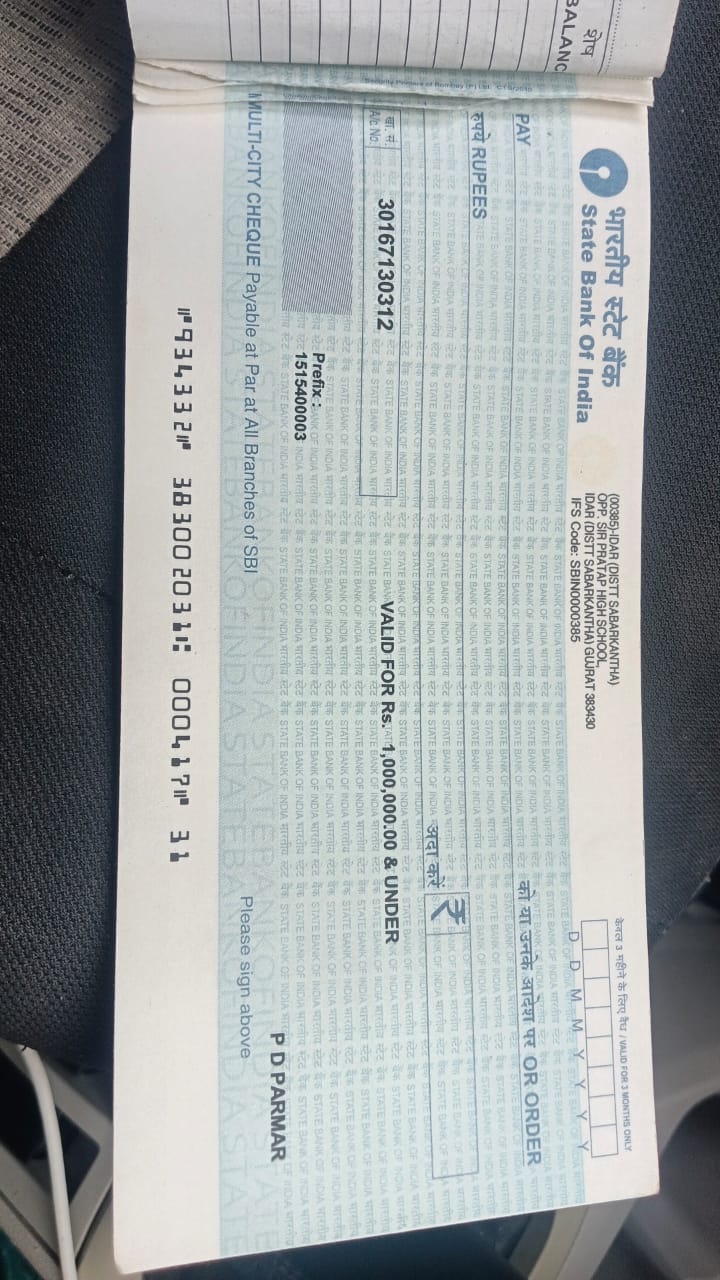 शेष
BALANC
भारतीय स्टेट बैंक
State Bank Of India
(00385)-IDAR (DISTT SABARKANTHA)
OPP SIR PRATAP HIGH SCHOOL,
IDAR (DISTT SABARKANTHA) GUJRAT 383430
IFS Code: SBIN0000385
केवल 3 महीने के लिए वैध / VALID FOR 3 MONTHS ONLY
D D M M Y Y Y Y
PAY
को या उनके आदेश पर OR ORDER
रुपये RUPEES
अदा करें ₹
खा. सं.
A/c No.
30167130312
VALID FOR Rs. 1,000,000.00 & UNDER
Prefix :
1515400003
P D PARMAR
MULTI-CITY CHEQUE Payable at Par at All Branches of SBI
Please sign above
⑈934332⑈ 383002031⑆ 000417⑈ 31